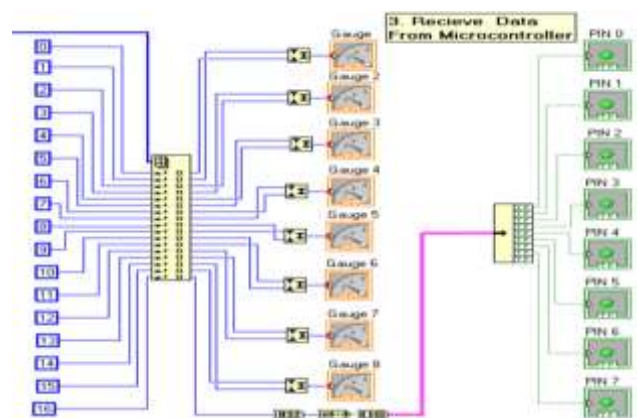 3. Recieve Data
From Microcontroller
Gauge
Gauge 2
Gauge 3
Gauge 4
Gauge 5
Gauge 6
Gauge 7
Gauge 8
0
1
2
3
4
5
6
7
8
9
10
11
12
13
14
15
16
PIN 0
PIN 1
PIN 2
PIN 3
PIN 4
PIN 5
PIN 6
PIN 7